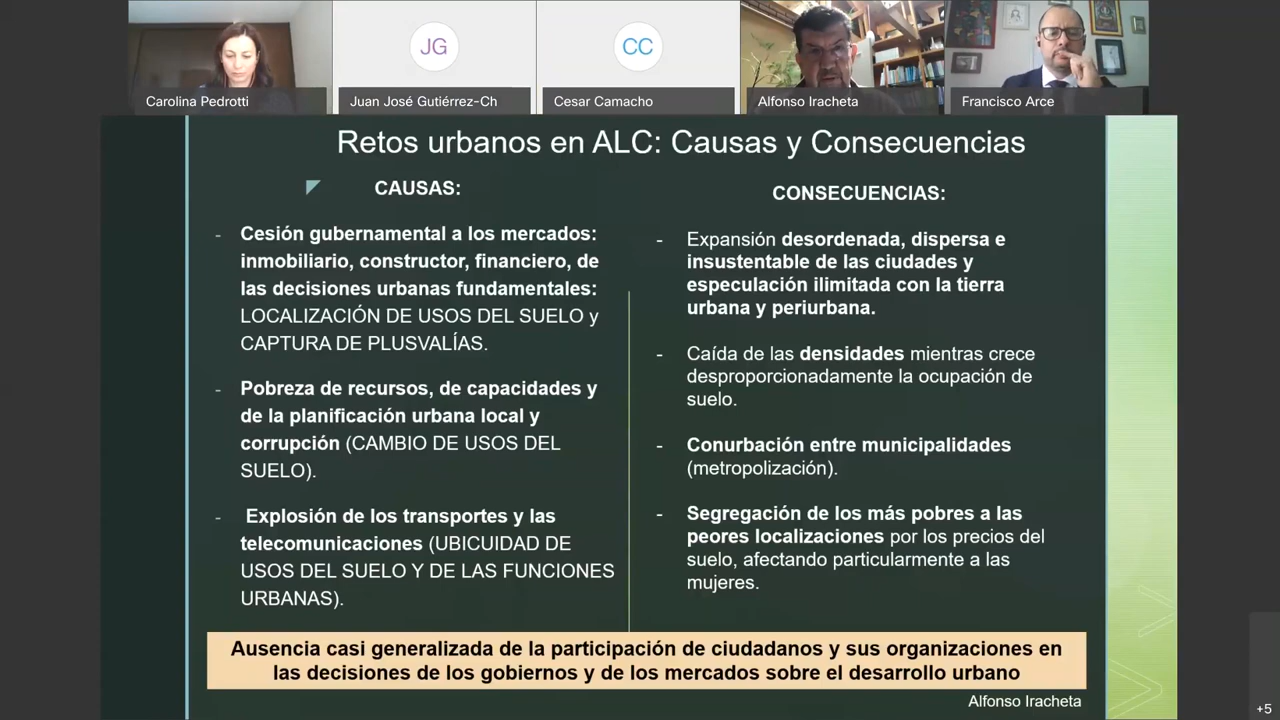 JG
CC
Carolina Pedrotti
Juan José Gutiérrez-Ch
Cesar Camacho
Alfonso Iracheta
Francisco Arce
Retos urbanos en ALC: Causas y Consecuencias
CAUSAS:
- Cesión gubernamental a los mercados:
inmobiliario, constructor, financiero, de
las decisiones urbanas fundamentales:
LOCALIZACIÓN DE USOS DEL SUELO y
CAPTURA DE PLUSVALÍAS.
- Pobreza de recursos, de capacidades y
de la planificación urbana local y
corrupción (CAMBIO DE USOS DEL
SUELO).
- Explosión de los transportes y las
telecomunicaciones (UBICUIDAD DE
USOS DEL SUELO Y DE LAS FUNCIONES
URBANAS).
CONSECUENCIAS:
- Expansión desordenada, dispersa e
insustentable de las ciudades y
especulación ilimitada con la tierra
urbana y periurbana.
- Caída de las densidades mientras crece
desproporcionadamente la ocupación de
suelo.
- Conurbación entre municipalidades
(metropolización).
- Segregación de los más pobres a las
peores localizaciones por los precios del
suelo, afectando particularmente a las
mujeres.
Ausencia casi generalizada de la participación de ciudadanos y sus organizaciones en
las decisiones de los gobiernos y de los mercados sobre el desarrollo urbano
Alfonso Iracheta
+5